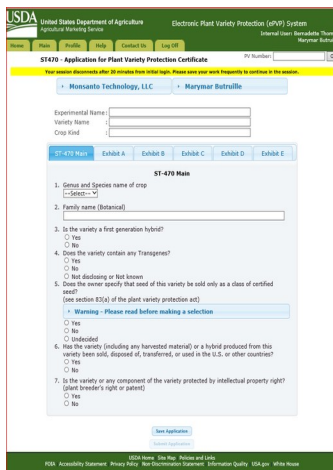 USDA United States Department of Agriculture
Agricultural Marketing Service
Electronic Plant Variety Protection (ePVP) System
Internal User: Bernadette Thom
Marymar Butrui
Home Main Profile Help Contact Us Log Off
ST470 - Application for Plant Variety Protection Certificate
PV Number:
Your session disconnects after 20 minutes from initial login. Please save your work frequently to continue in the session.
Monsanto Technology, LLC Marymar Butruille
Experimental Name:
Variety Name :
Crop Kind :
ST-470 Main Exhibit A Exhibit B Exhibit C Exhibit D Exhibit E
ST-470 Main
1. Genus and Species name of crop
--Select--
2. Family name (Botanical)
3. Is the variety a first generation hybrid?
Yes
No
4. Does the variety contain any Transgenes?
Yes
No
Not disclosing or Not known
5. Does the owner specify that seed of this variety be sold only as a class of certified
seed?
(see section 83(a) of the plant variety protection act)
Warning - Please read before making a selection
Yes
No
Undecided
6. Has the variety (including any harvested material) or a hybrid produced from this
variety been sold, disposed of, transferred, or used in the U.S. or other countries?
Yes
No
7. Is the variety or any component of the variety protected by intellectual property right?
(plant breeder's right or patent)
Yes
No
Save Application
Submit Application
USDA Home Site Map Policies and Links
FOIA Accessibility Statement Privacy Policy Non-Discrimination Statement Information Quality USA.gov White House